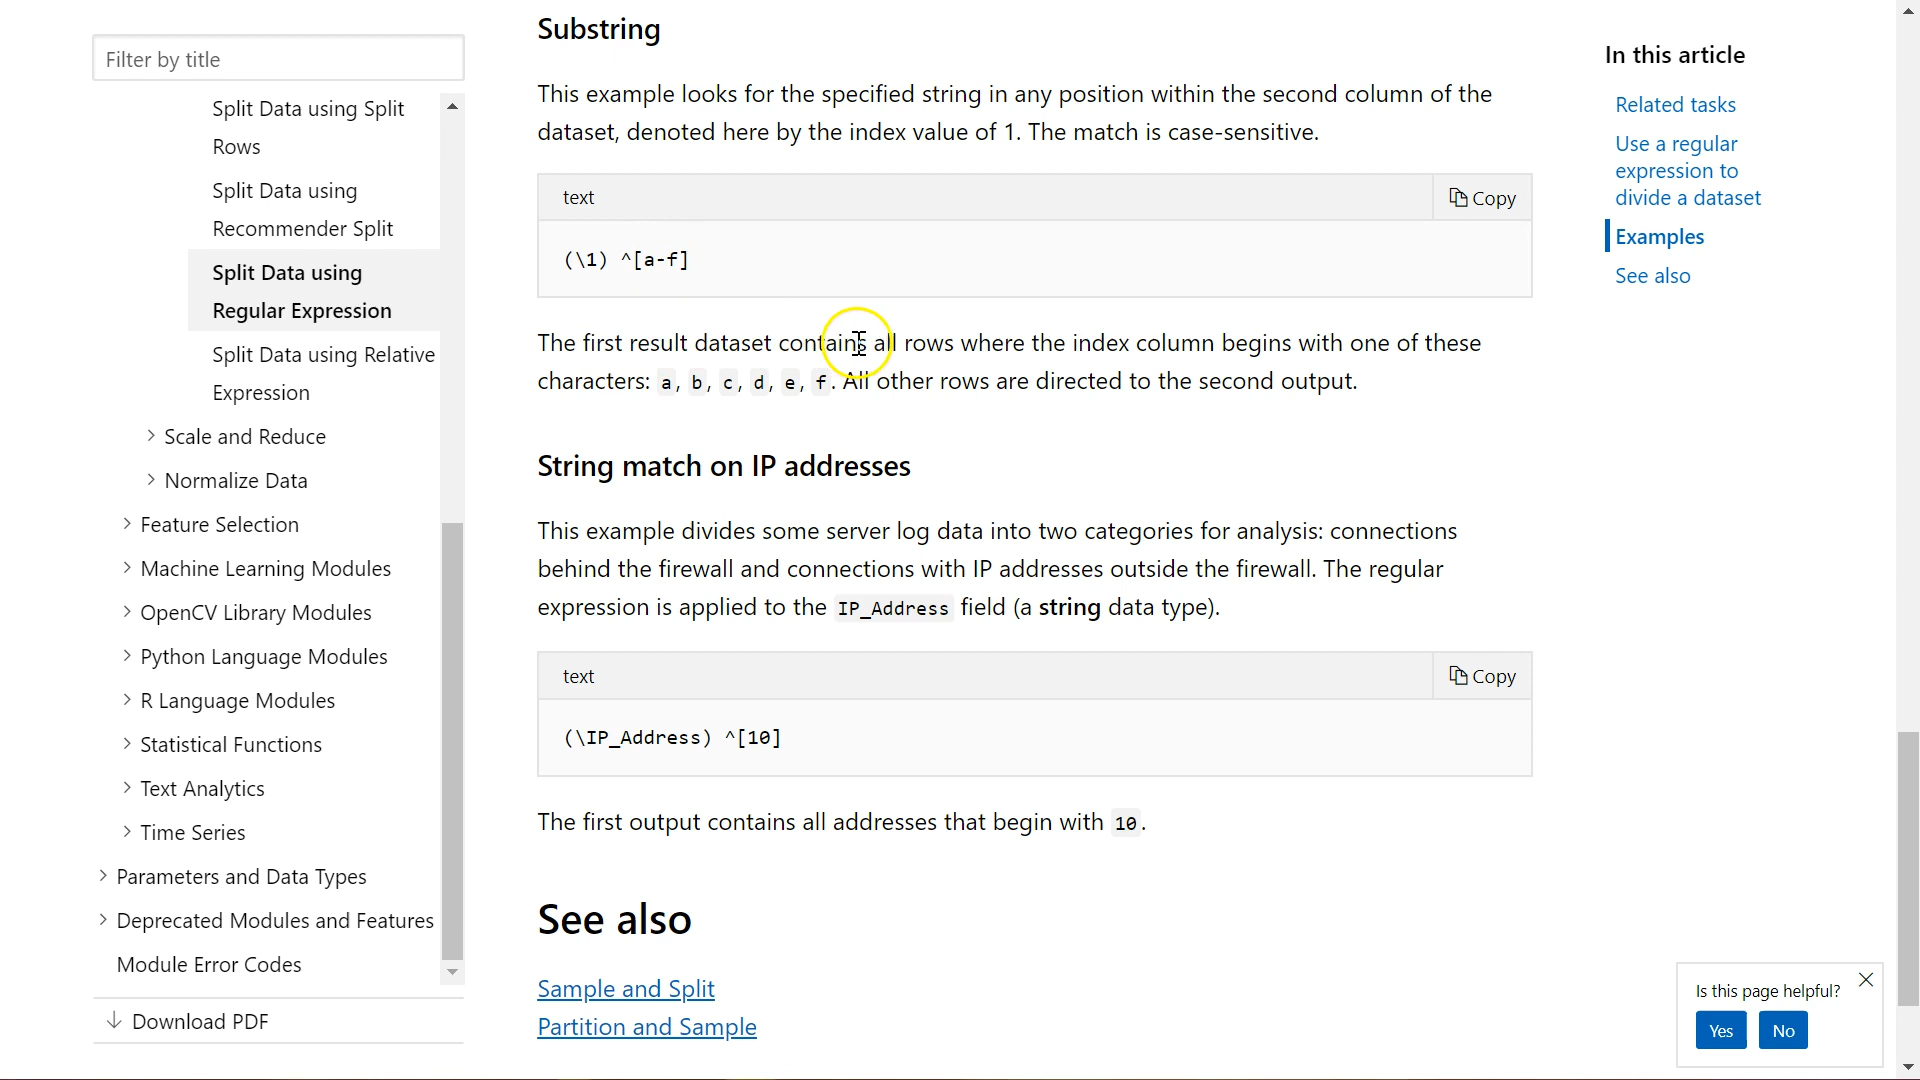 Filter by title
Split Data using Split
Rows
Split Data using
Recommender Split
Split Data using
Regular Expression
Split Data using Relative
Expression
Scale and Reduce
Normalize Data
Feature Selection
Machine Learning Modules
OpenCV Library Modules
Python Language Modules
R Language Modules
Statistical Functions
Text Analytics
Time Series
Parameters and Data Types
Deprecated Modules and Features
Module Error Codes
Download PDF
Substring
This example looks for the specified string in any position within the second column of the
dataset, denoted here by the index value of 1. The match is case-sensitive.
text
Copy
(\1) ^[a-f]
The first result dataset contains all rows where the index column begins with one of these
characters: a, b, c, d, e, f. All other rows are directed to the second output.
String match on IP addresses
This example divides some server log data into two categories for analysis: connections
behind the firewall and connections with IP addresses outside the firewall. The regular
expression is applied to the IP_Address field (a string data type).
text
Copy
(\IP_Address) ^[10]
The first output contains all addresses that begin with 10.
See also
Sample and Split
Partition and Sample
In this article
Related tasks
Use a regular
expression to
divide a dataset
Examples
See also
Is this page helpful?
Yes
No